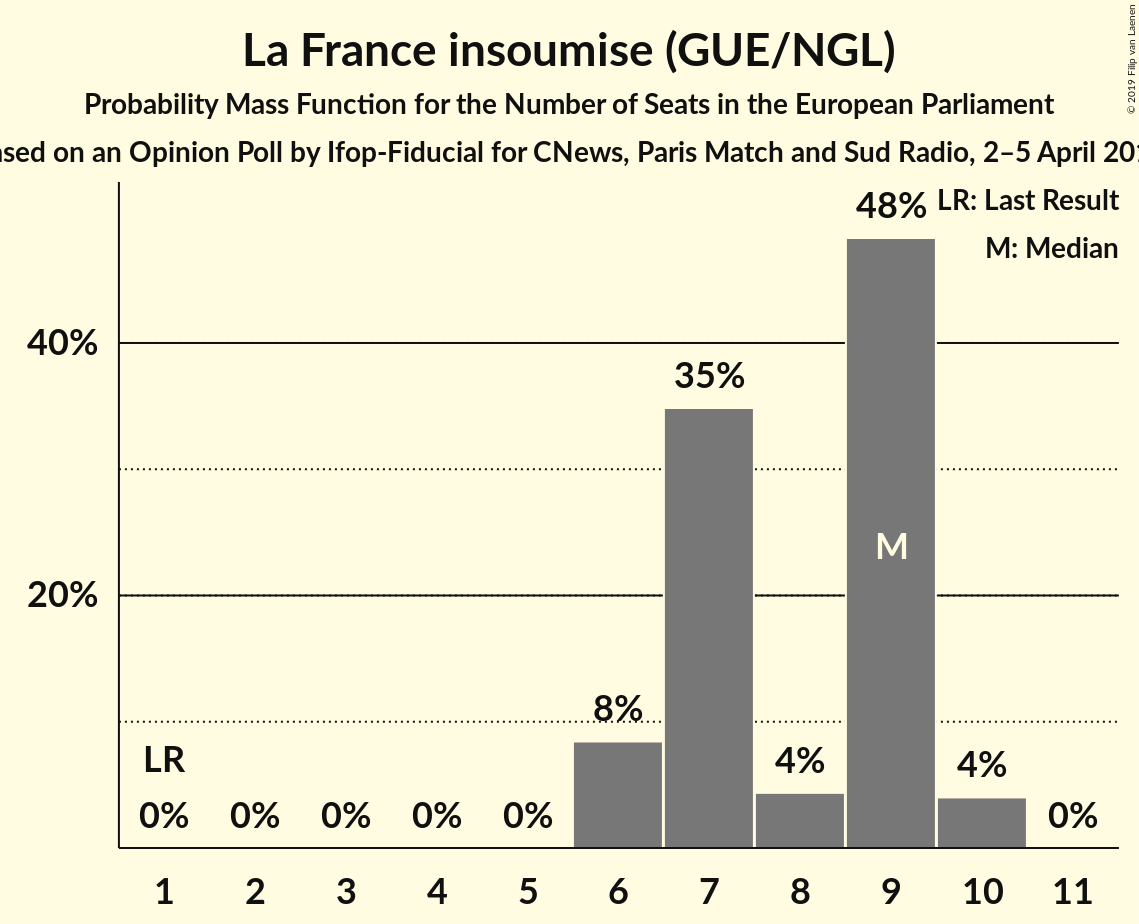 La France insoumise (GUE/NGL)
Probability Mass Function for the Number of Seats in the European Parliament
on an Opinion Poll by Ifop-Fiducial for CNews, Paris Match and Sud Radio, 2–5 April
© 2019 Filip van Laenen
LR: Last Result
M: Median
48%
40%
35%
M
20%
8%
LR
4%
4%
0% 0% 0% 0% 0% 0%
1 2 3 4 5 6 7 8 9 10 11